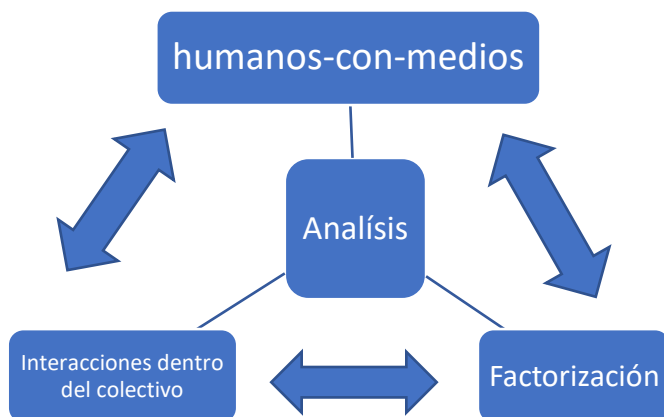 humanos-con-medios
Analísis
Interacciones dentro
del colectivo
Factorización